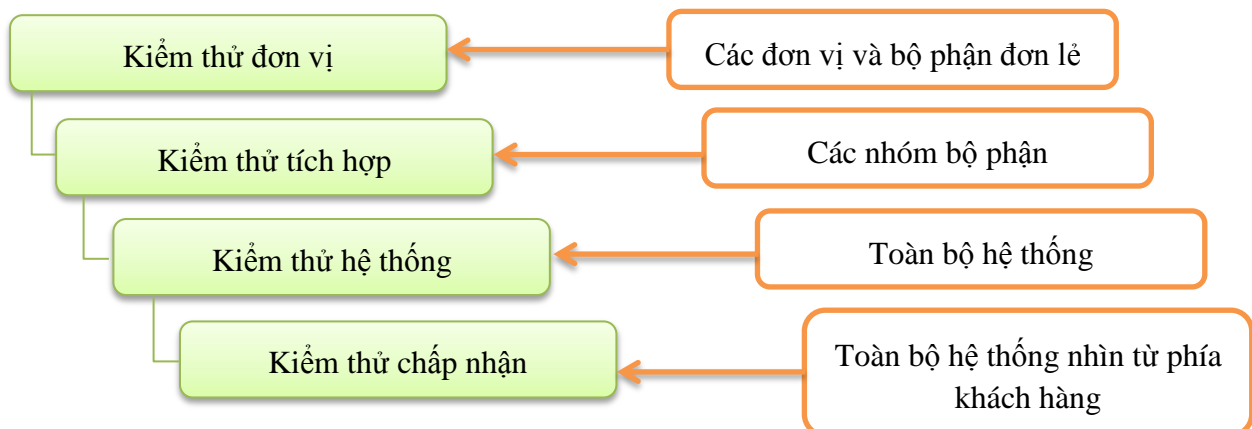 Kiểm thử đơn vị
Các đơn vị và bộ phận đơn lẻ
Kiểm thử tích hợp
Các nhóm bộ phận
Kiểm thử hệ thống
Toàn bộ hệ thống
Kiểm thử chấp nhận
Toàn bộ hệ thống nhìn từ phía
khách hàng